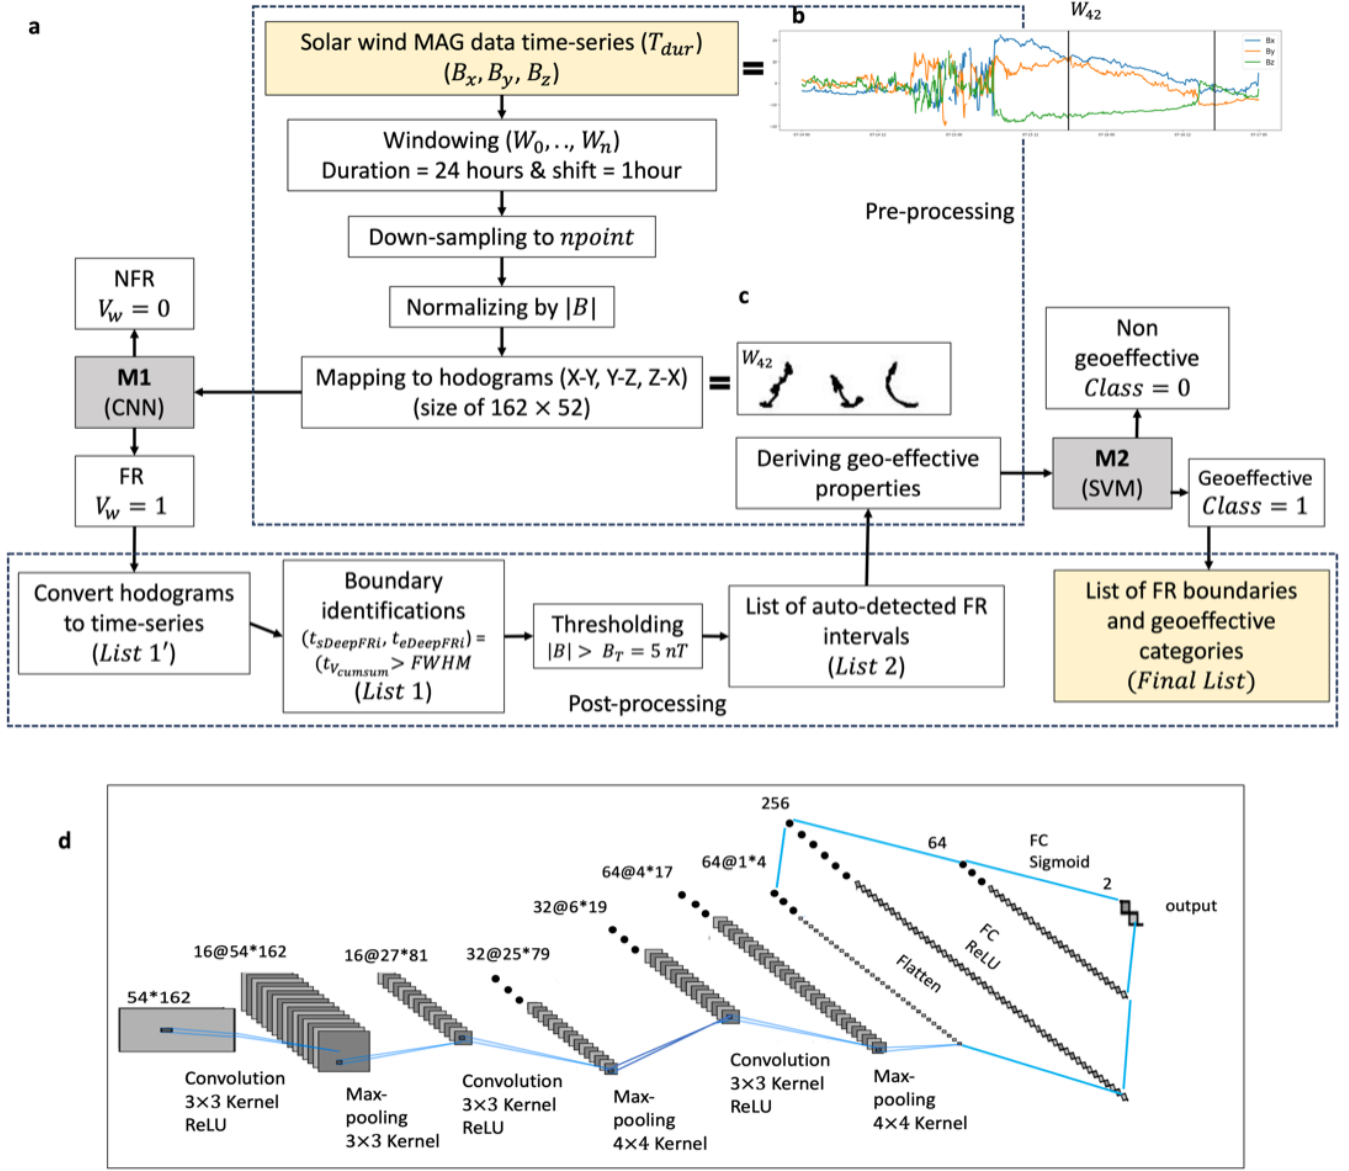 a
Solar wind MAG data time-series (T_dur)
(B_x, B_y, B_z)
=
b
W_42
Bx
By
Bz
Windowing (W_0,.., W_n)
Duration = 24 hours & shift = 1hour
Pre-processing
Down-sampling to npoint
Normalizing by |B|
NFR
V_w = 0
M1
(CNN)
FR
V_w = 1
Mapping to hodograms (X-Y, Y-Z, Z-X)
(size of 162 × 52)
=
c
W_42
Non
geoeffective
Class = 0
Deriving geo-effective
properties
M2
(SVM)
Geoeffective
Class = 1
Convert hodograms
to time-series
(List 1′)
Boundary
identifications
(t_sDeepFRi, t_eDeepFRi) =
(t_V_cumsum > FWHM
(List 1)
Thresholding
|B| > B_T = 5 nT
List of auto-detected FR
intervals
(List 2)
List of FR boundaries
and geoeffective
categories
(Final List)
Post-processing
d
54*162
16@54*162
16@27*81
32@25*79
32@6*19
64@4*17
64@1*4
256
64
2
FC
Sigmoid
output
FC
ReLU
Flatten
Convolution
3×3 Kernel
ReLU
Max-
pooling
3×3 Kernel
Convolution
3×3 Kernel
ReLU
Max-
pooling
4×4 Kernel
Convolution
3×3 Kernel
ReLU
Max-
pooling
4×4 Kernel